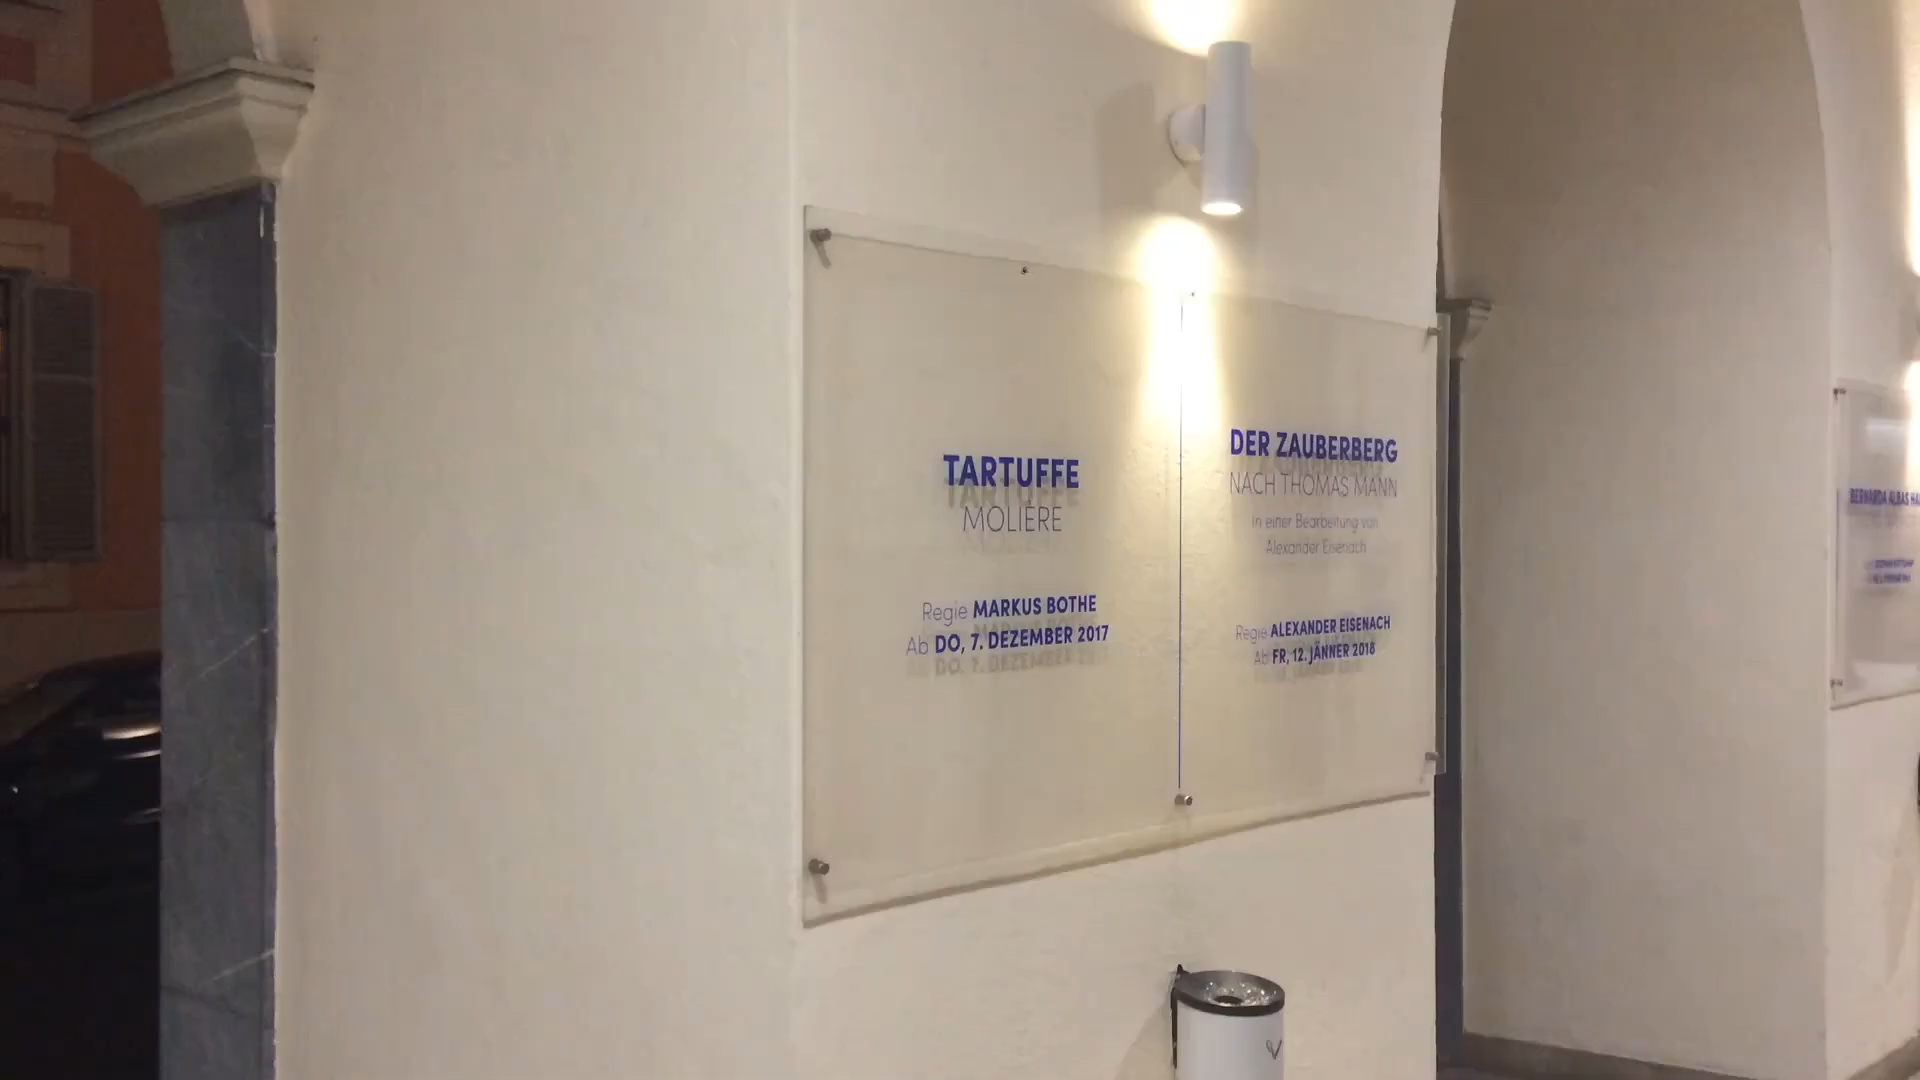 TARTUFFE
MOLIÈRE
Regie MARKUS BOTHE
Ab DO, 7. DEZEMBER 2017
DER ZAUBERBERG
NACH THOMAS MANN
in einer Bearbeitung von
Alexander Eisenach
Regie ALEXANDER EISENACH
Ab FR, 12. JÄNNER 2018
BERNARDA ALBAS